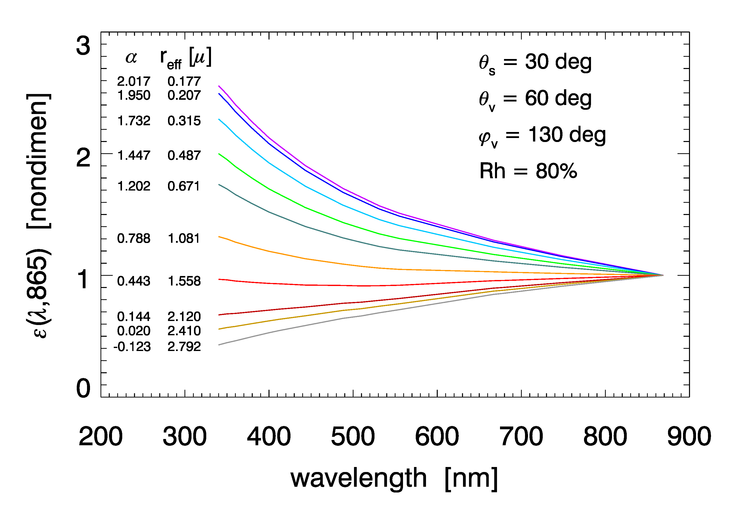 α r_eff [μ]
2.017 0.177
1.950 0.207
1.732 0.315
1.447 0.487
1.202 0.671
0.788 1.081
0.443 1.558
0.144 2.120
0.020 2.410
-0.123 2.792
θ_s = 30 deg
θ_v = 60 deg
φ_v = 130 deg
Rh = 80%
ε(λ,865) [nondimen]
3
2
1
0
200 300 400 500 600 700 800 900
wavelength [nm]